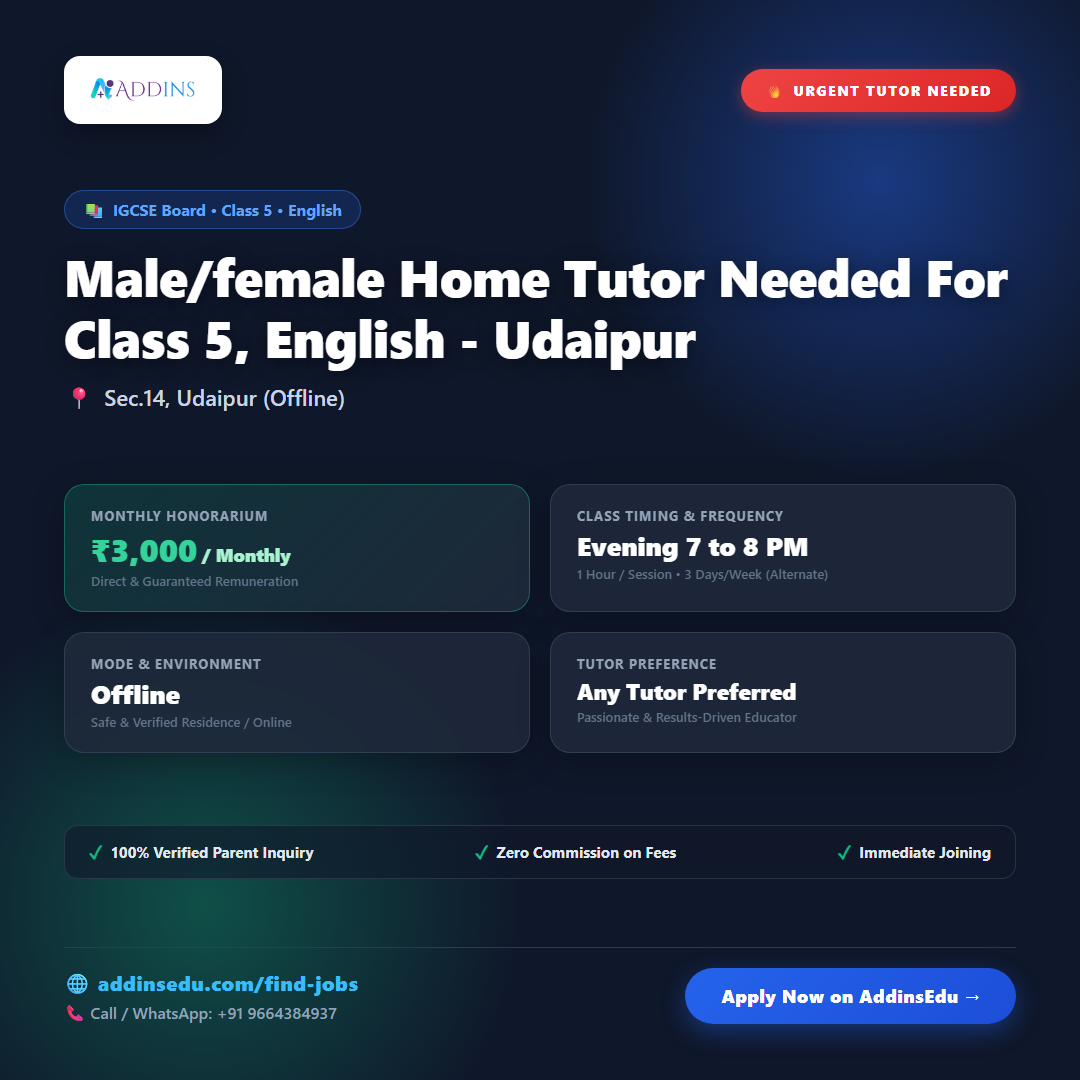 ADDINS
URGENT TUTOR NEEDED
IGCSE Board • Class 5 • English
Male/female Home Tutor Needed For
Class 5, English - Udaipur
Sec.14, Udaipur (Offline)
MONTHLY HONORARIUM
₹3,000 / Monthly
Direct & Guaranteed Remuneration
CLASS TIMING & FREQUENCY
Evening 7 to 8 PM
1 Hour / Session • 3 Days/Week (Alternate)
MODE & ENVIRONMENT
Offline
Safe & Verified Residence / Online
TUTOR PREFERENCE
Any Tutor Preferred
Passionate & Results-Driven Educator
✓ 100% Verified Parent Inquiry
✓ Zero Commission on Fees
✓ Immediate Joining
addinsedu.com/find-jobs
Call / WhatsApp: +91 9664384937
Apply Now on AddinsEdu →